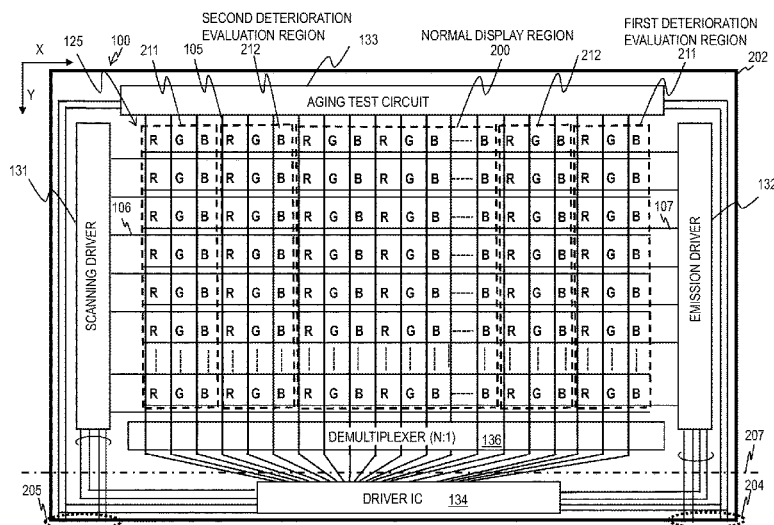 SECOND DETERIORATION
EVALUATION REGION
NORMAL DISPLAY REGION
FIRST DETERIORATION
EVALUATION REGION
X
Y
100
125
211
105
212
133
200
212
211
202
AGING TEST CIRCUIT
R G B R G B R G B R G B B R G B R G B
R G B R G B R G B R G B B R G B R G B
131
132
R G B R G B R G B R G B B R G B R G B
106
107
SCANNING DRIVER
EMISSION DRIVER
R G B R G B R G B R G B B R G B R G B
R G B R G B R G B R G B B R G B R G B
R G B R G B R G B R G B B R G B R G B
R G B R G B R G B R G B B R G B R G B
DEMULTIPLEXER (N:1) 136
207
205
DRIVER IC 134
204